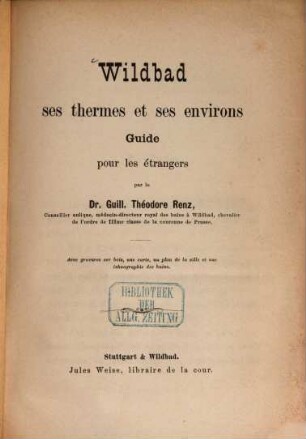 Wildbad
ses thermes et ses environs
Guide
pour les étrangers
par le
Dr. Guill. Théodore Renz,
Conseiller aulique, médecin-directeur royal des bains à Wildbad, chevalier
de l'ordre de IIIme classe de la couronne de Prusse.
Avec gravures sur bois, une carte, un plan de la ville et une
ichnographie des bains.
BIBLIOTHEK
DER
ALLG. ZEITUNG
Stuttgart & Wildbad.
Jules Weise, libraire de la cour.